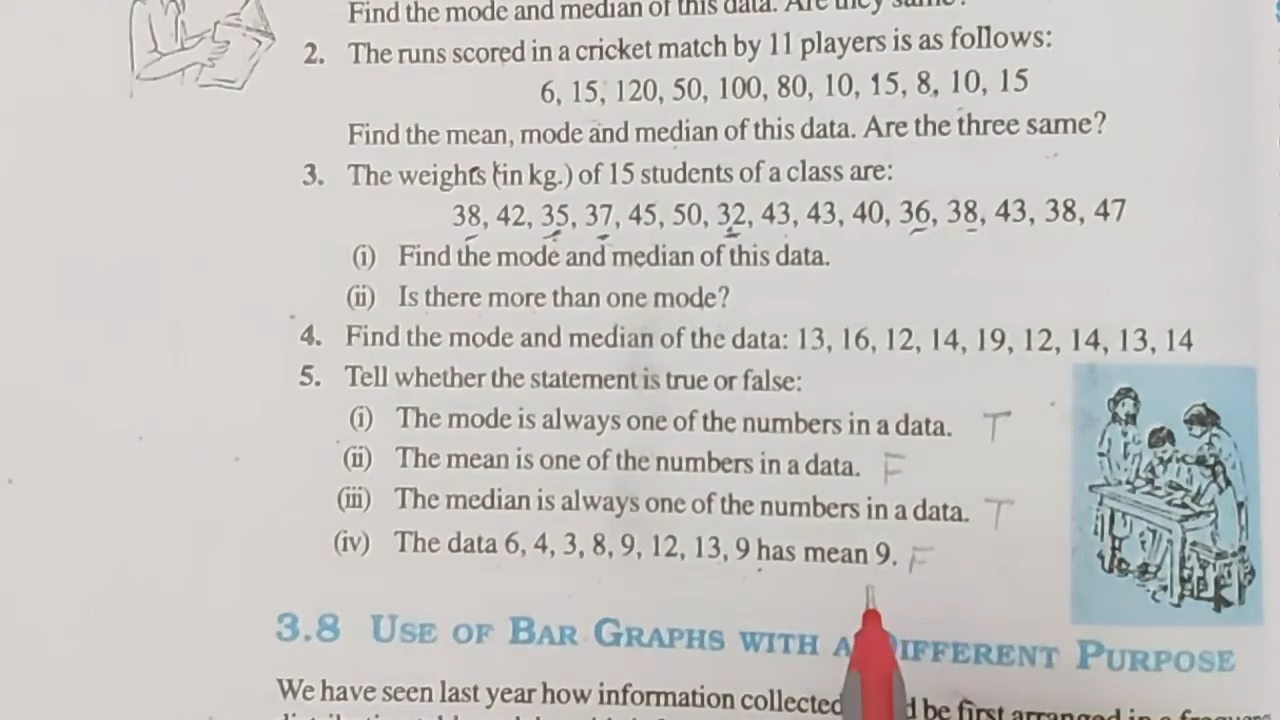 Find the mode and median of this data. Are they same?
2. The runs scored in a cricket match by 11 players is as follows:
6, 15, 120, 50, 100, 80, 10, 15, 8, 10, 15
Find the mean, mode and median of this data. Are the three same?
3. The weights (in kg.) of 15 students of a class are:
38, 42, 35, 37, 45, 50, 32, 43, 43, 40, 36, 38, 43, 38, 47
(i) Find the mode and median of this data.
(ii) Is there more than one mode?
4. Find the mode and median of the data: 13, 16, 12, 14, 19, 12, 14, 13, 14
5. Tell whether the statement is true or false:
(i) The mode is always one of the numbers in a data. T
(ii) The mean is one of the numbers in a data. F
(iii) The median is always one of the numbers in a data. T
(iv) The data 6, 4, 3, 8, 9, 12, 13, 9 has mean 9. F
3.8 USE OF BAR GRAPHS WITH A DIFFERENT PURPOSE
We have seen last year how information collected be first arranged in a